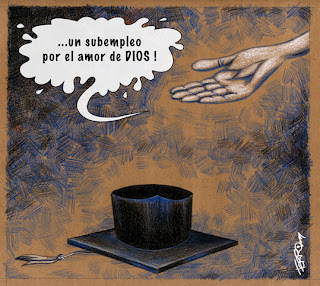 ...un subempleo
por el amor de DIOS !